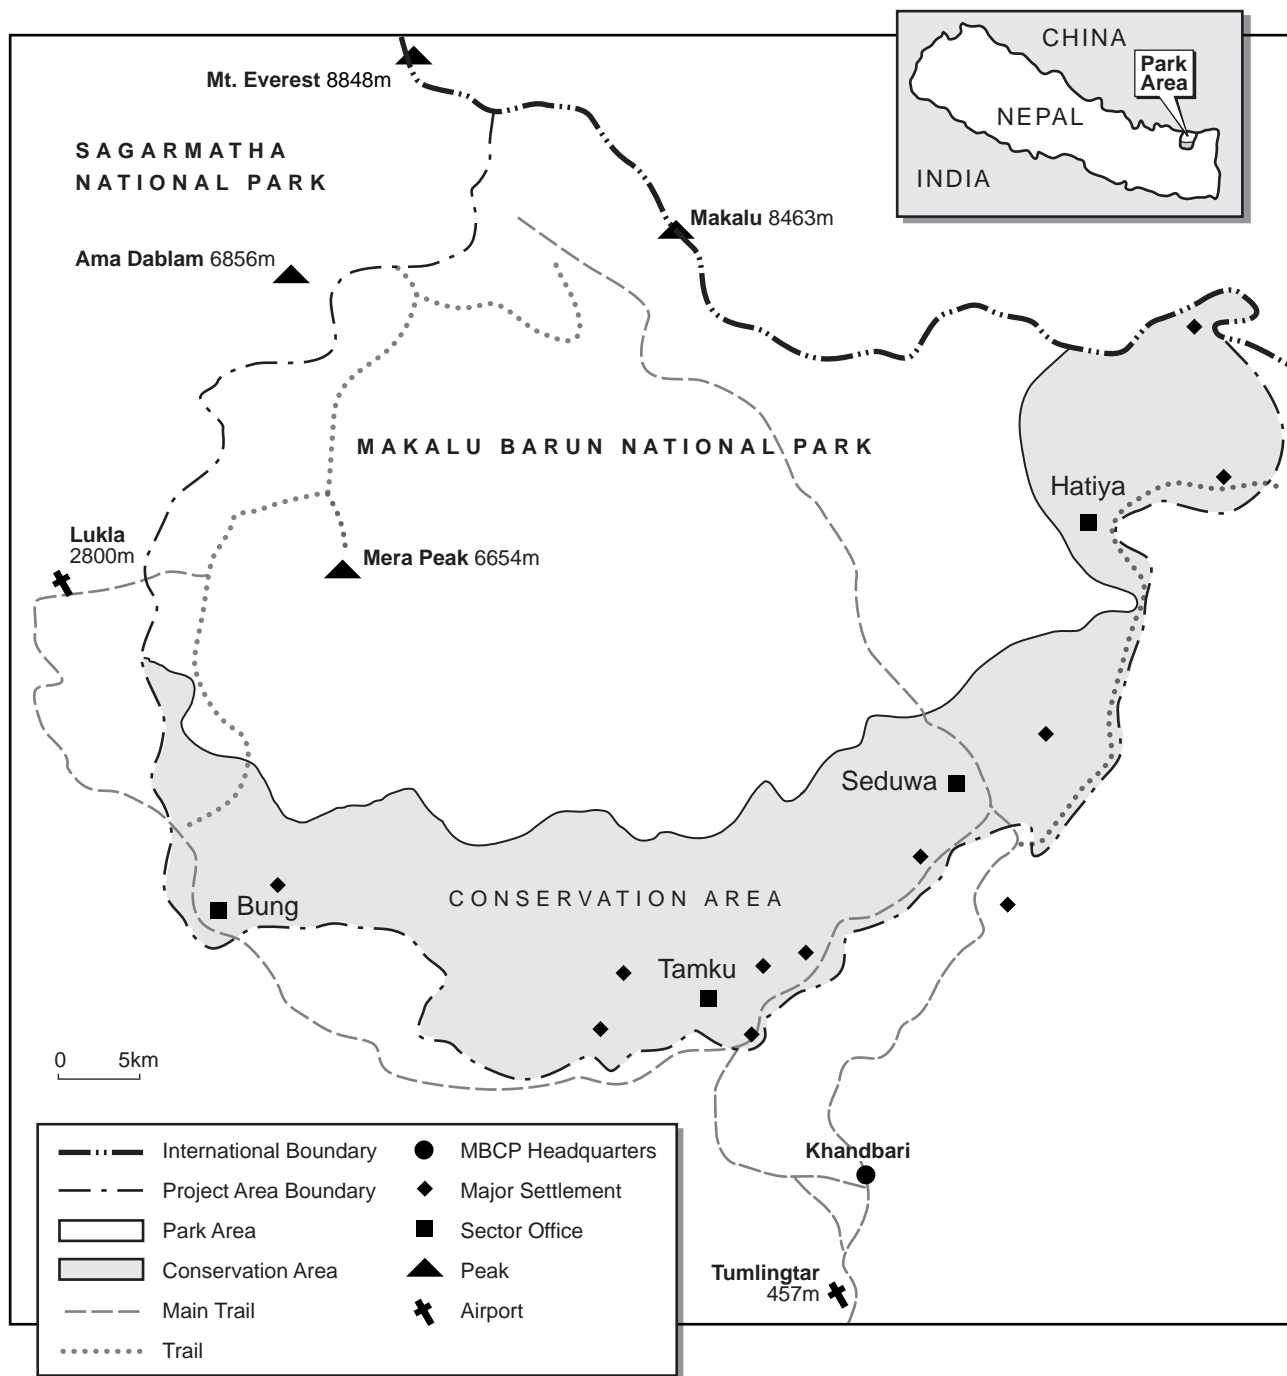 Mt. Everest 8848m
CHINA
Park
Area
NEPAL
INDIA
SAGARMATHA
NATIONAL PARK
Makalu 8463m
Ama Dablam 6856m
MAKALU BARUN NATIONAL PARK
Hatiya
Lukla
2800m
Mera Peak 6654m
Seduwa
CONSERVATION AREA
Bung
Tamku
0 5km
Khandbari
Tumlingtar
457m
International Boundary
Project Area Boundary
Park Area
Conservation Area
Main Trail
Trail
MBCP Headquarters
Major Settlement
Sector Office
Peak
Airport